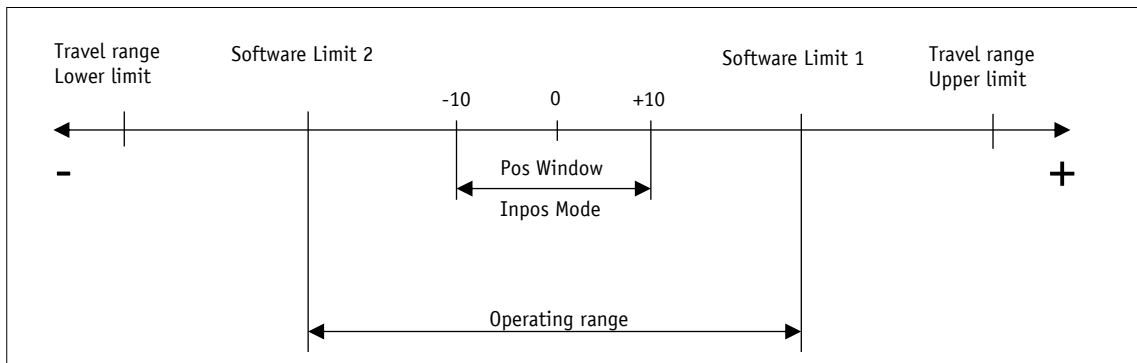 Travel range
Lower limit
Software Limit 2
Software Limit 1
Travel range
Upper limit
-10
0
+10
-
+
Pos Window
Inpos Mode
Operating range